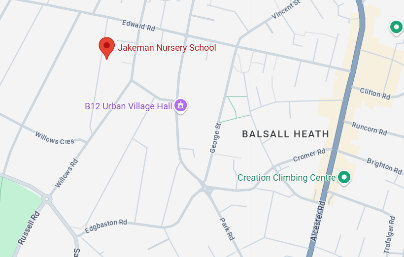 Vincent St
Edward Rd
Jakeman Nursery School
Clifton Rd
B12 Urban Village Hall
Runcorn Rd
Willows Cres
George St
BALSALL HEATH
Cromer Rd
Brighton Rd
Willows Rd
Creation Climbing Centre
Russell Rd
Edgbaston Rd
Park Rd
Alcester Rd
Trafalgar Rd